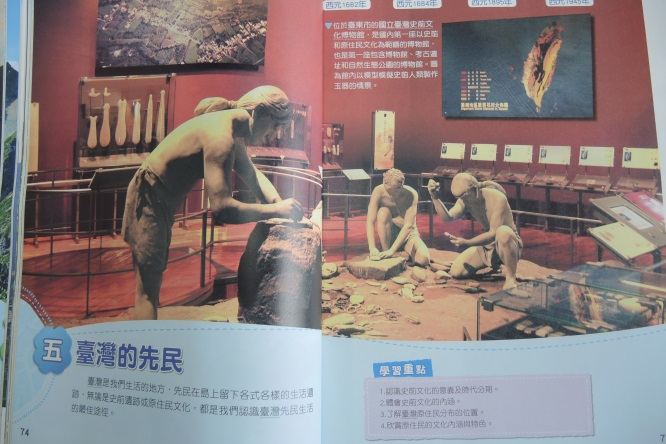 西元1682年
西元1684年
西元1895年
西元1945年
位於臺東市的國立臺灣史前文
化博物館，是國內第一座以史前
和原住民文化為範疇的博物館，
也是第一座包含博物館、考古遺
址和自然生態公園的博物館。圖
為館內以模型模擬史前人類製作
玉器的情景。
五 臺灣的先民
臺灣是我們生活的地方，先民在島上留下各式各樣的生活遺
跡，無論是史前遺跡或原住民文化，都是我們認識臺灣先民生活
的最佳途徑。
74
學習重點
1.認識史前文化的意義及時代分期。
2.體會史前文化的內涵。
3.了解臺灣原住民分布的位置。
4.欣賞原住民的文化內涵與特色。